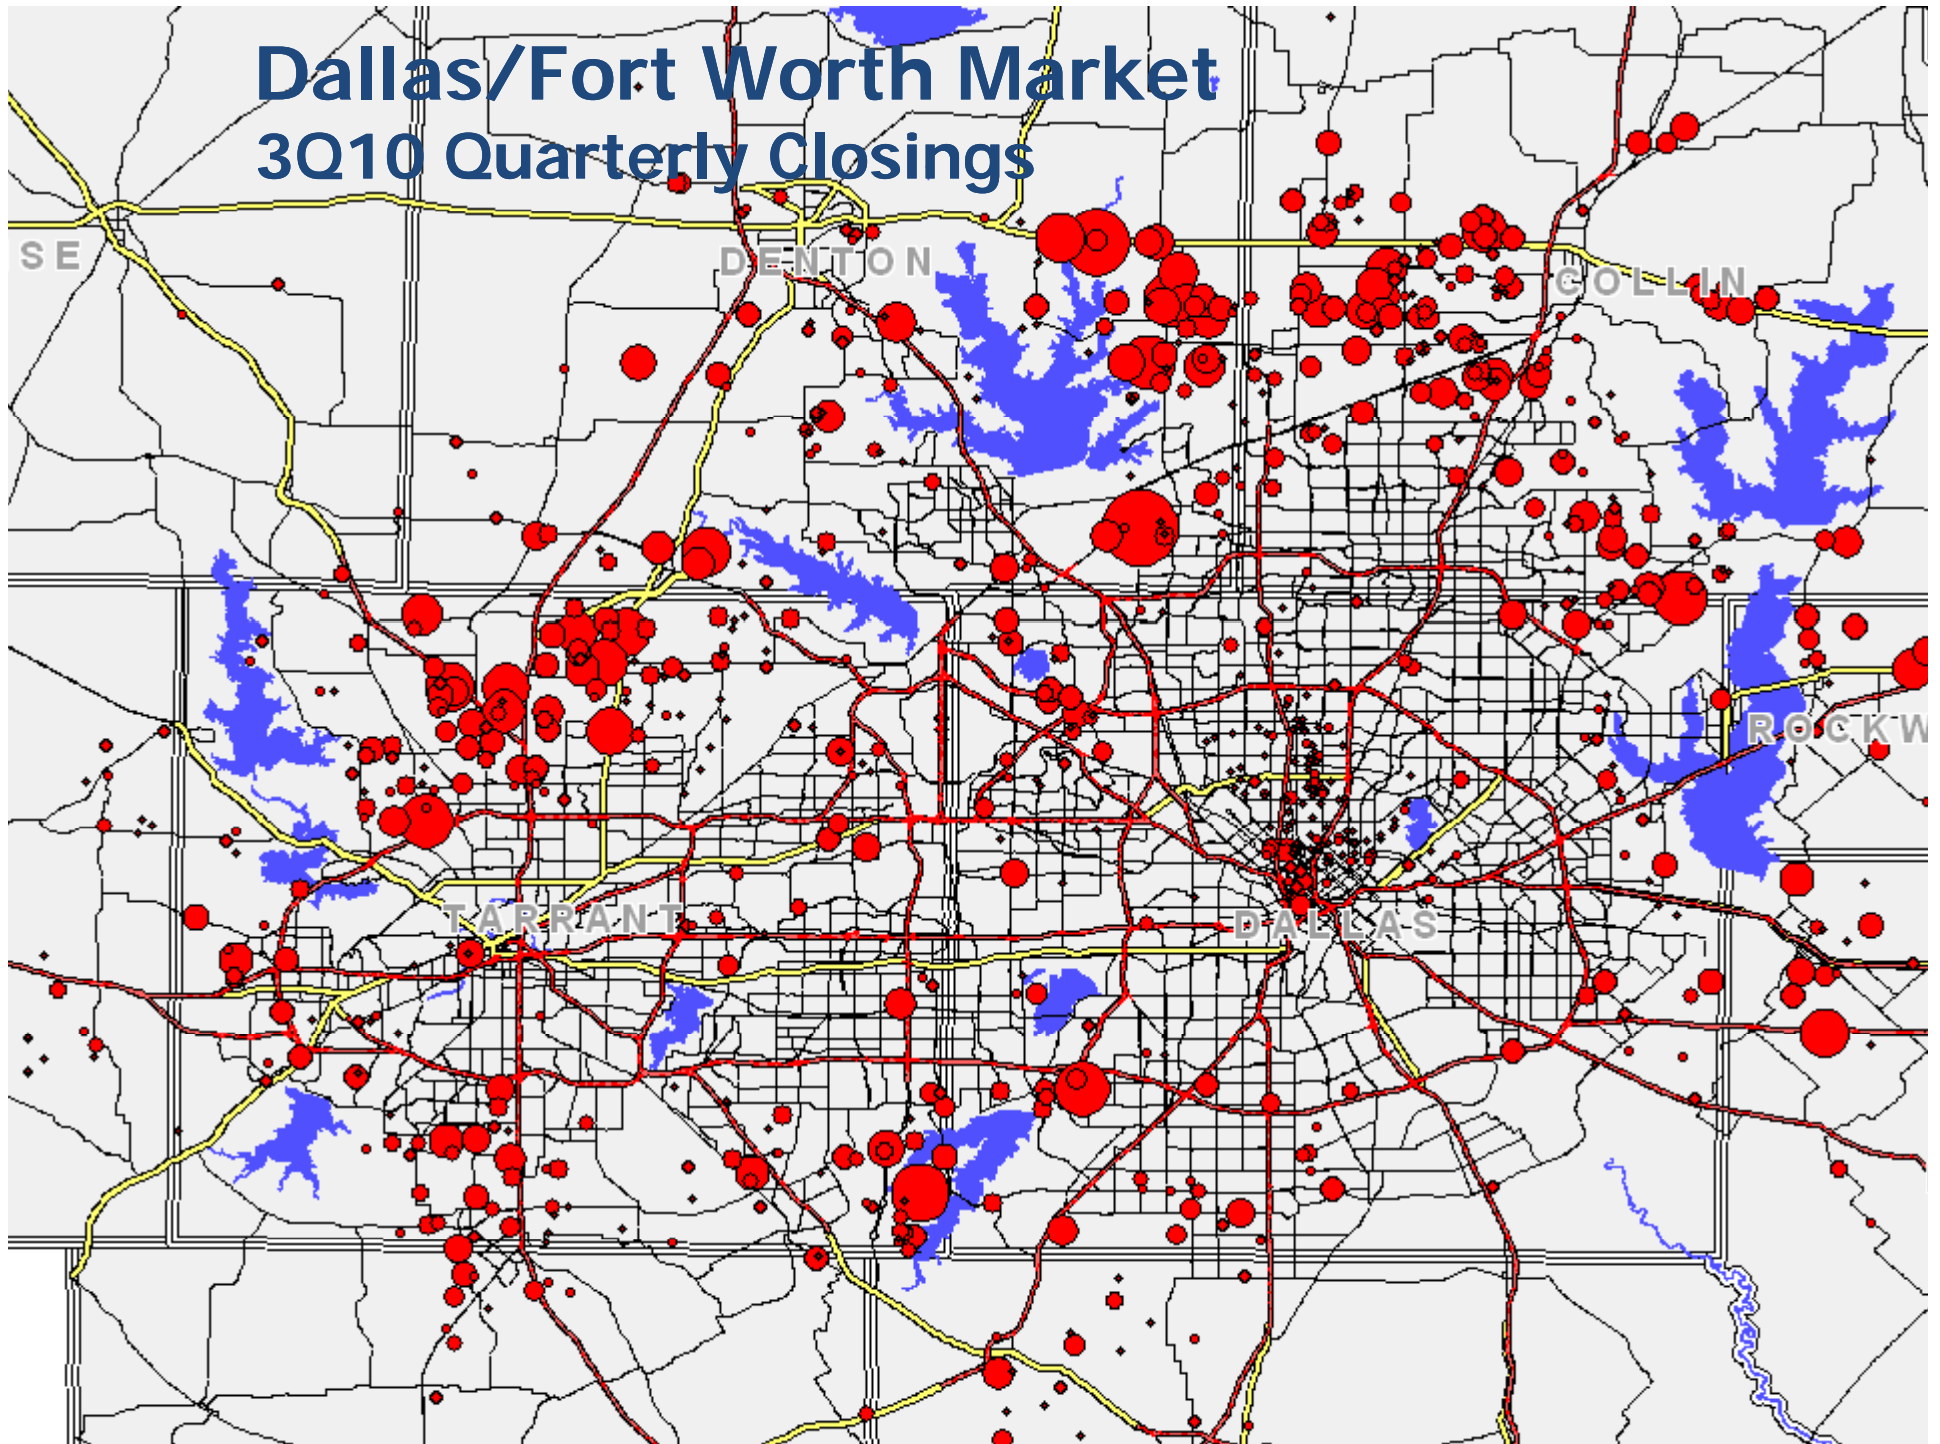 Dallas/Fort Worth Market
3Q10 Quarterly Closings
SE
DENTON
COLLIN
ROCKW
TARRANT
DALLAS